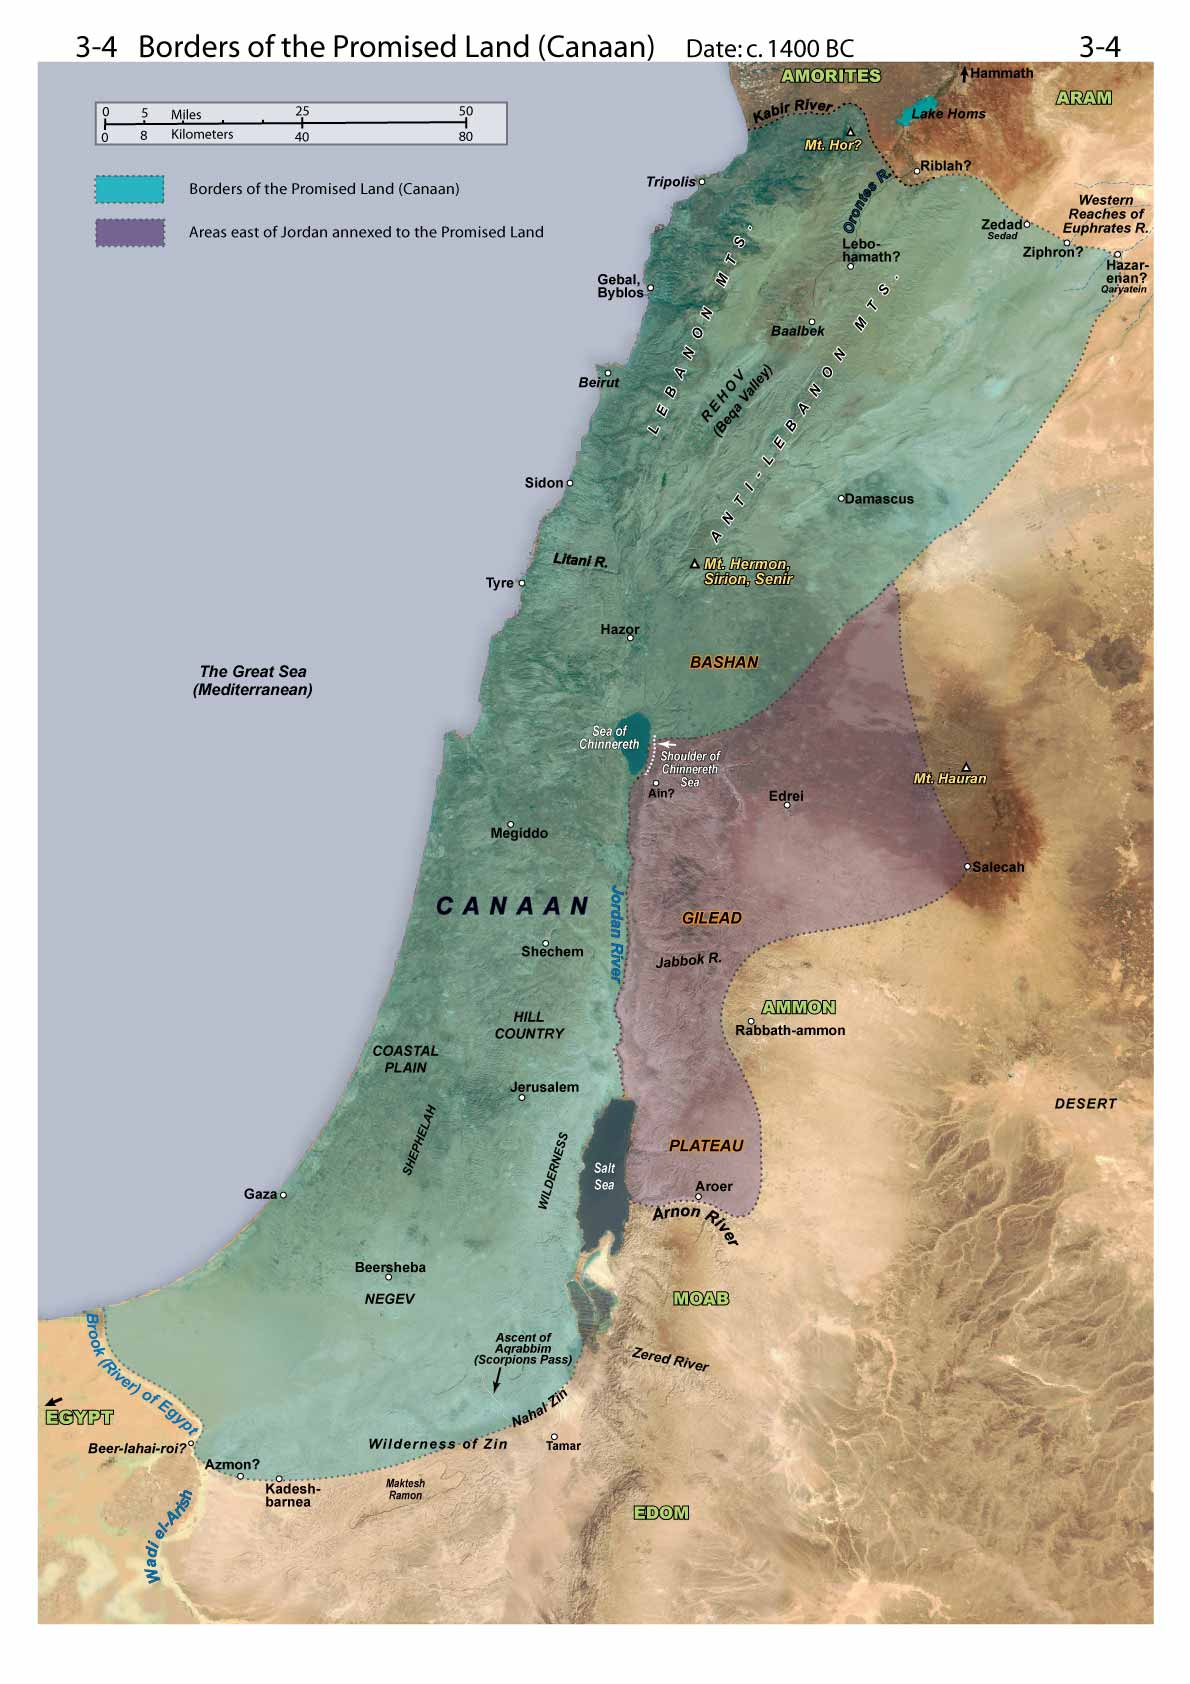 3-4 Borders of the Promised Land (Canaan) Date: c. 1400 BC 3-4
0 5 Miles 25 50
0 8 Kilometers 40 80
Borders of the Promised Land (Canaan)
Areas east of Jordan annexed to the Promised Land
AMORITES
Hammath
ARAM
Kabir River
Lake Homs
Mt. Hor?
Riblah?
Tripolis
Orontes R.
Western
Reaches of
Euphrates R.
Zedad
Sedad
Ziphron?
Lebo-
hamath?
Hazar-
enan?
Qaryatein
Gebal,
Byblos
LEBANON MTS.
Baalbek
ANTI-LEBANON MTS.
REHOV
(Beqa Valley)
Beirut
Sidon
Damascus
Litani R.
Mt. Hermon,
Sirion, Senir
Tyre
Hazor
BASHAN
The Great Sea
(Mediterranean)
Sea of
Chinnereth
Shoulder of
Chinnereth
Sea
Ain?
Mt. Hauran
Edrei
Megiddo
Salecah
CANAAN
Jordan River
GILEAD
Shechem
Jabbok R.
AMMON
Rabbath-ammon
HILL
COUNTRY
COASTAL
PLAIN
Jerusalem
DESERT
SHEPHELAH
WILDERNESS
PLATEAU
Salt
Sea
Gaza
Aroer
Arnon River
Beersheba
NEGEV
MOAB
Brook (River) of Egypt
Ascent of
Aqrabbim
(Scorpions Pass)
Zered River
EGYPT
Nahal Zin
Beer-lahai-roi?
Wilderness of Zin
Tamar
Azmon?
Kadesh-
barnea
Maktesh
Ramon
Wadi el-Arish
EDOM